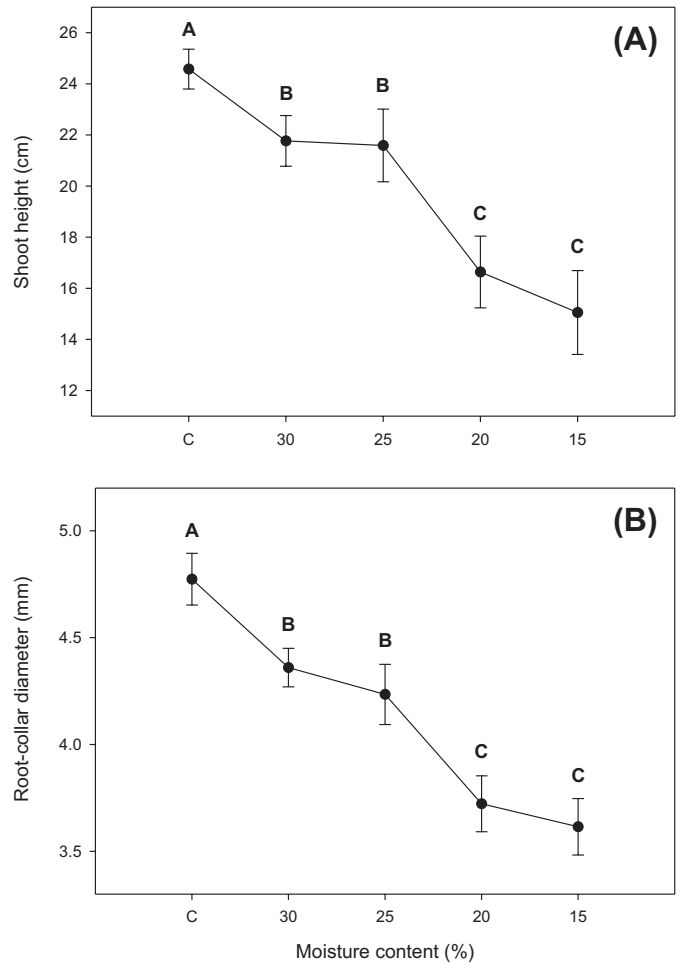 (A)
Shoot height (cm)
26
24
22
20
18
16
14
12
A
B
B
C
C
C
30
25
20
15
(B)
Root-collar diameter (mm)
5.0
4.5
4.0
3.5
A
B
B
C
C
C
30
25
20
15
Moisture content (%)